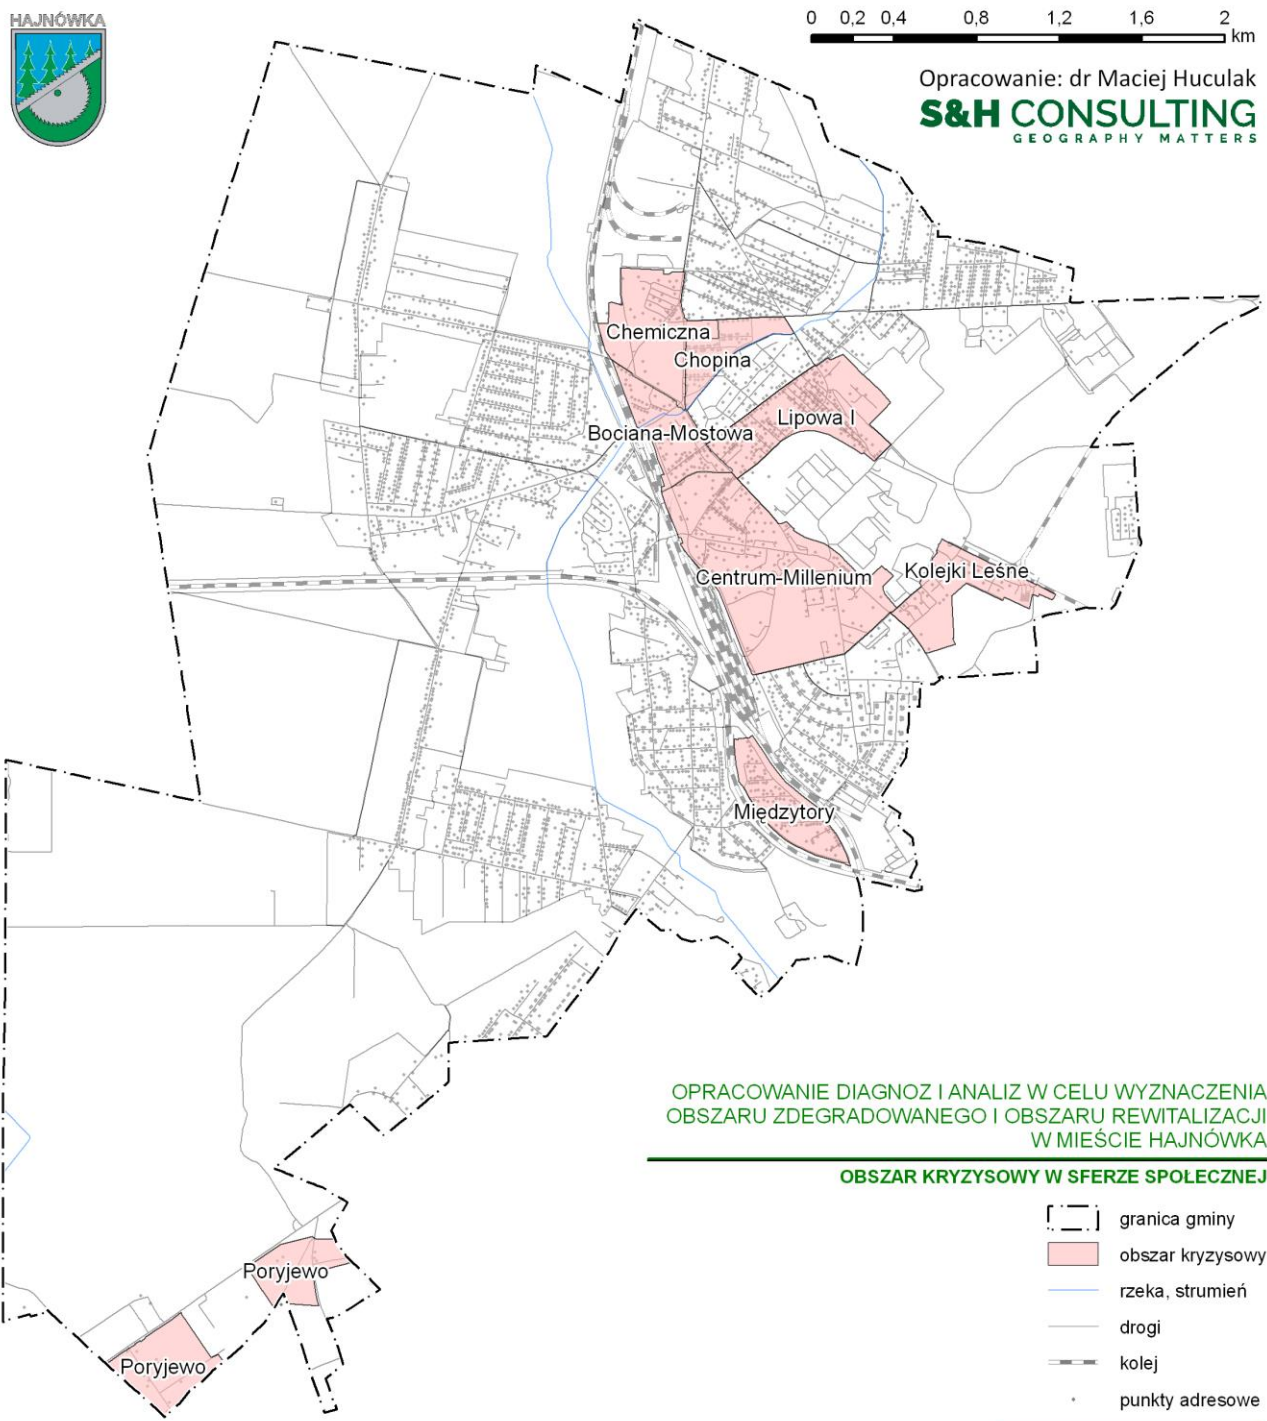 HAJNÓWKA
0 0,2 0,4 0,8 1,2 1,6 2
km
Opracowanie: dr Maciej Huculak
S&H CONSULTING
GEOGRAPHY MATTERS
Chemiczna
Chopina
Lipowa I
Bociana-Mostowa
Centrum-Millenium
Kolejki Leśne
Międzytory
Poryjewo
Poryjewo
OPRACOWANIE DIAGNOZ I ANALIZ W CELU WYZNACZENIA
OBSZARU ZDEGRADOWANEGO I OBSZARU REWITALIZACJI
W MIEŚCIE HAJNÓWKA
OBSZAR KRYZYSOWY W SFERZE SPOŁECZNEJ
granica gminy
obszar kryzysowy
rzeka, strumień
drogi
kolej
punkty adresowe